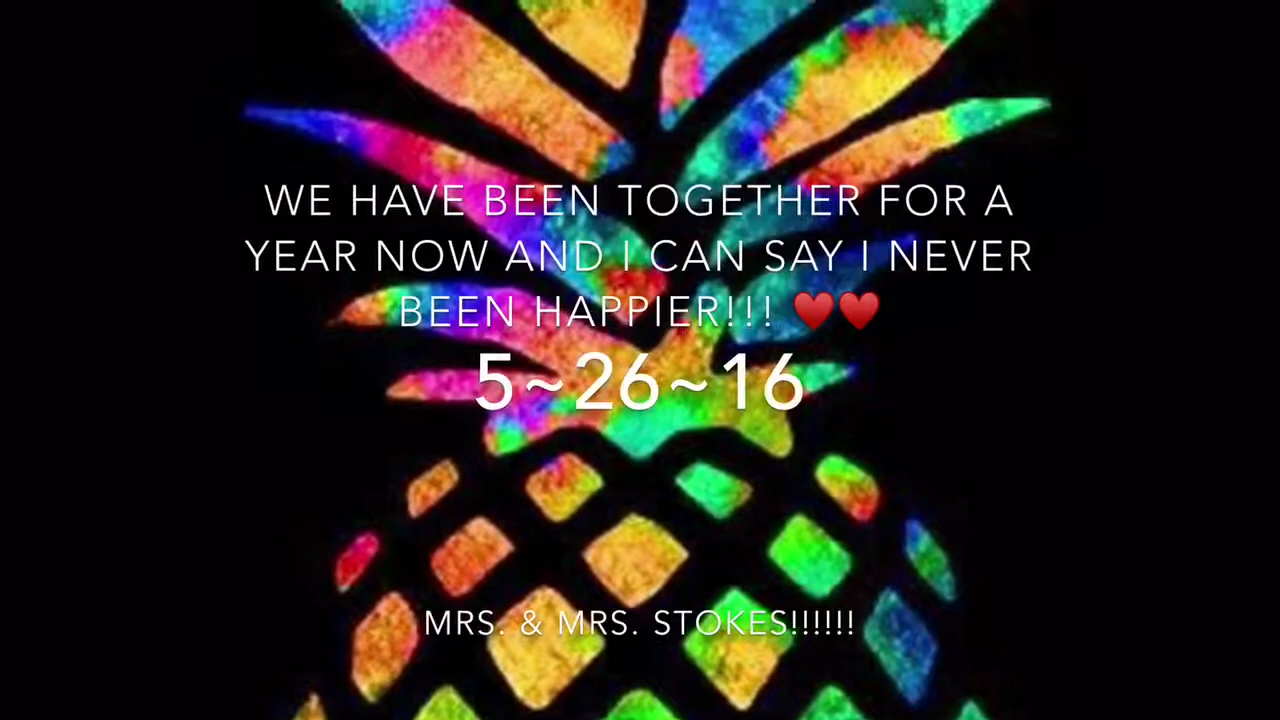 WE HAVE BEEN TOGETHER FOR A
YEAR NOW AND I CAN SAY I NEVER
BEEN HAPPIER!!! ♥️♥️
5~26~16
MRS. & MRS. STOKES!!!!!!